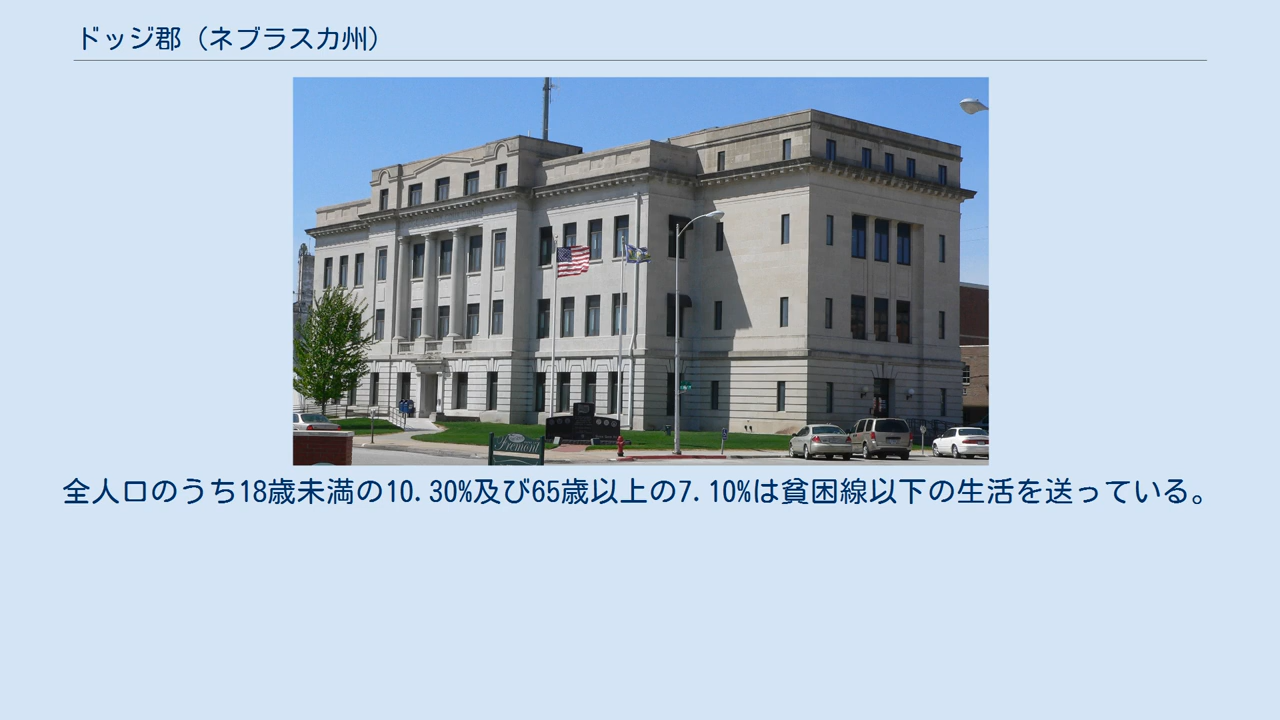 ドッジ郡（ネブラスカ州）
Fremont
全人口のうち18歳未満の10.30%及び65歳以上の7.10%は貧困線以下の生活を送っている。